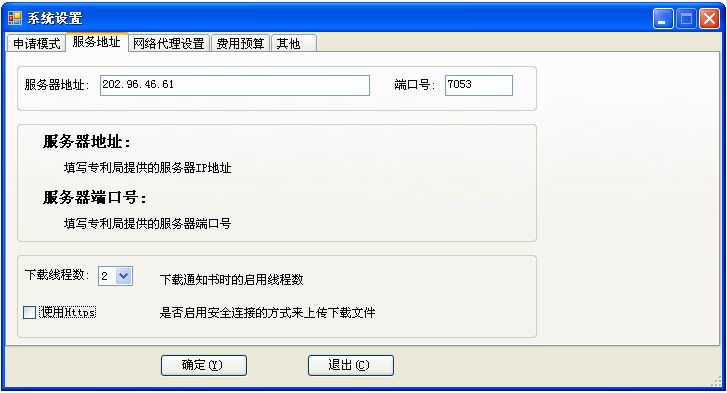 系统设置
申请模式 服务地址 网络代理设置 费用预算 其他
服务器地址: 202.96.46.61 端口号: 7053
服务器地址:
填写专利局提供的服务器IP地址
服务器端口号:
填写专利局提供的服务器端口号
下载线程数: 2 下载通知书时的启用线程数
使用Https 是否启用安全连接的方式来上传下载文件
确定(Y) 退出(C)